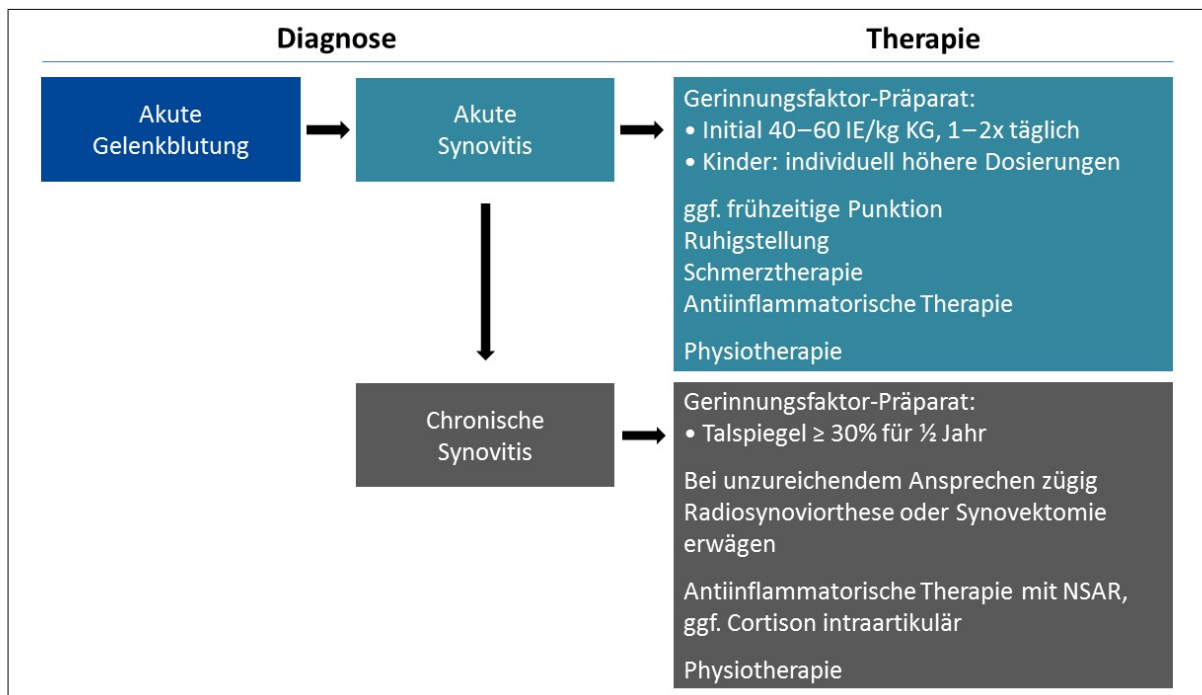 Diagnose
Therapie
Akute
Gelenkblutung
Akute
Synovitis
Gerinnungsfaktor-Präparat:
• Initial 40–60 IE/kg KG, 1–2x täglich
• Kinder: individuell höhere Dosierungen
ggf. frühzeitige Punktion
Ruhigstellung
Schmerztherapie
Antiinflammatorische Therapie
Physiotherapie
Chronische
Synovitis
Gerinnungsfaktor-Präparat:
• Talspiegel ≥ 30% für ½ Jahr
Bei unzureichendem Ansprechen zügig
Radiosynoviorthese oder Synovektomie
erwägen
Antiinflammatorische Therapie mit NSAR,
ggf. Cortison intraartikulär
Physiotherapie